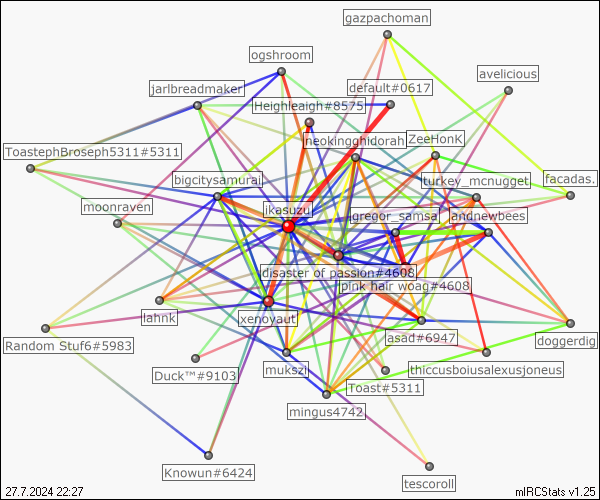 gazpachoman
ogshroom
avelicious
jarlbreadmaker
default#0617
Heighleaigh#8575
neokingghidorah
ZeeHonK
ToastephBroseph5311#5311
bigcitysamurai
turkey_mcnugget
facadas.
moonraven
ikasuzu
gregor_samsa
andnewbees
disaster of passion#4608
pink hair woag#4608
iahnk
xenoyaut
Random Stuf6#5983
asad#6947
doggerdig
mukszi
thiccusboiusalexusjoneus
Duck™#9103
Toast#5311
mingus4742
Knowun#6424
tescoroll
27.7.2024 22:27
mIRCStats v1.25